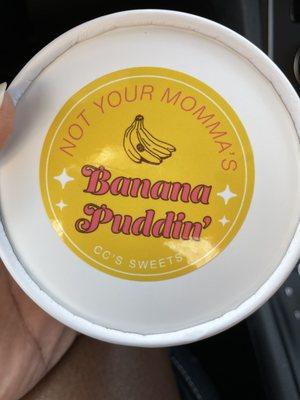 NOT YOUR MOMMA'S
Banana
Puddin'
CC'S SWEETS